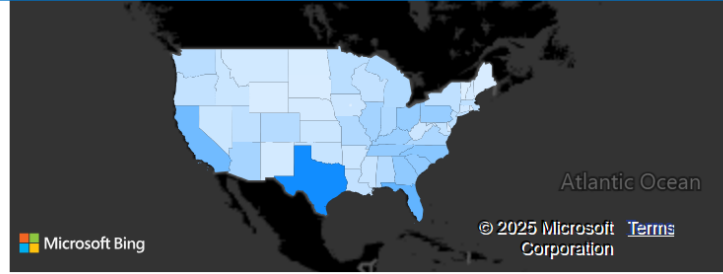 Atlantic Ocean
© 2025 Microsoft Terms
Corporation
Microsoft Bing